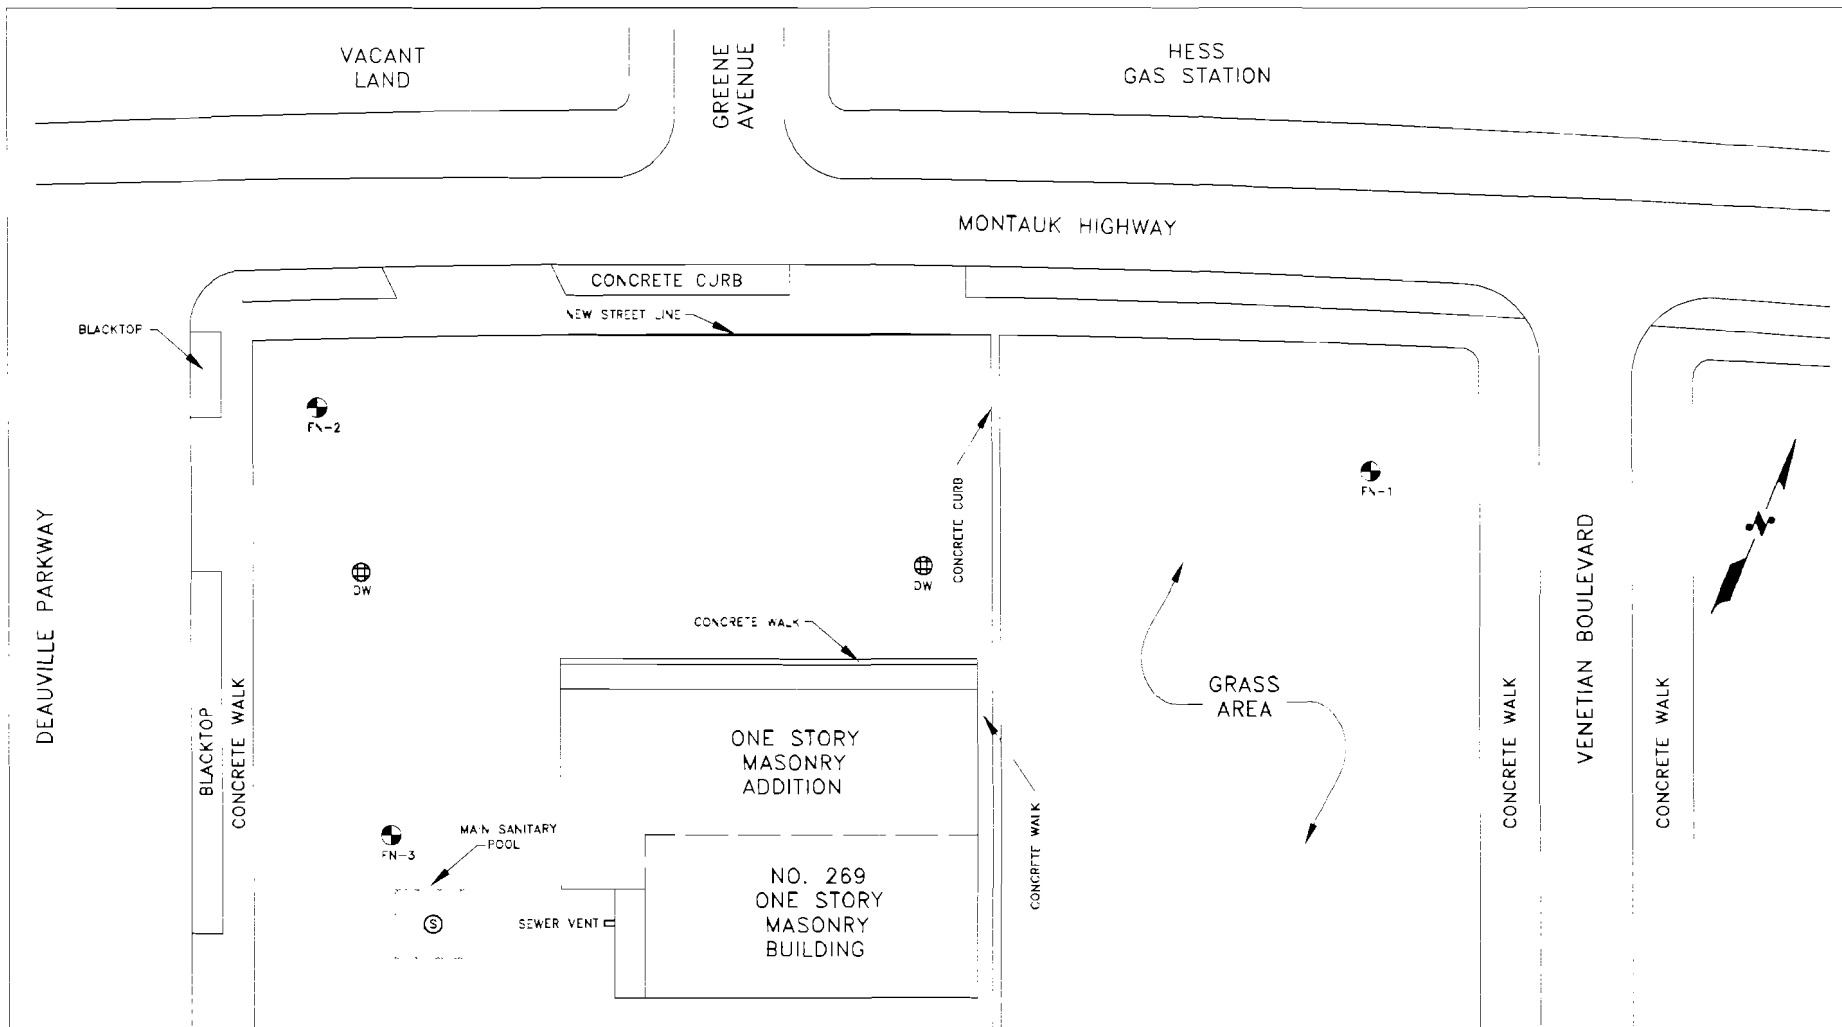 VACANT
LAND
GREENE
AVENUE
HESS
GAS STATION
MONTAUK HIGHWAY
CONCRETE CURB
NEW STREET LINE
BLACKTOP
FN-2
FN-1
CONCRETE CURB
DW
DW
N
CONCRETE WALK
DEAUVILLE PARKWAY
BLACKTOP
CONCRETE WALK
GRASS
AREA
CONCRETE WALK
VENETIAN BOULEVARD
CONCRETE WALK
ONE STORY
MASONRY
ADDITION
CONCRETE WALK
FN-3
MAIN SANITARY
POOL
S
SEWER VENT
NO. 269
ONE STORY
MASONRY
BUILDING